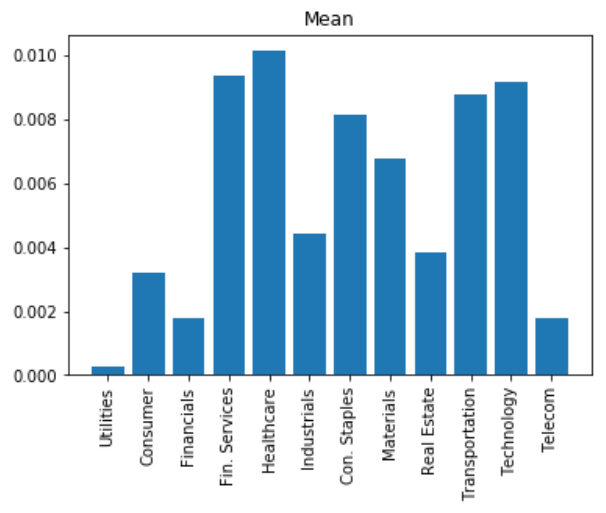 Mean
0.010
0.008
0.006
0.004
0.002
0.000
Utilities
Consumer
Financials
Fin. Services
Healthcare
Industrials
Con. Staples
Materials
Real Estate
Transportation
Technology
Telecom